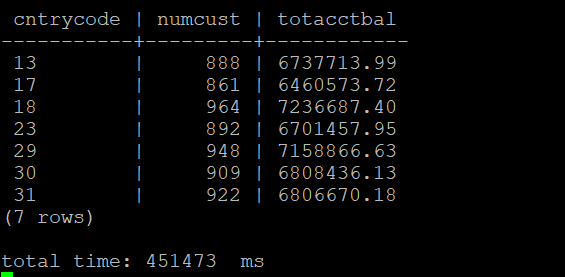 cntrycode | numcust | totacctbal
-----------+---------+------------
 13        |     888 | 6737713.99
 17        |     861 | 6460573.72
 18        |     964 | 7236687.40
 23        |     892 | 6701457.95
 29        |     948 | 7158866.63
 30        |     909 | 6808436.13
 31        |     922 | 6806670.18
(7 rows)

total time: 451473  ms